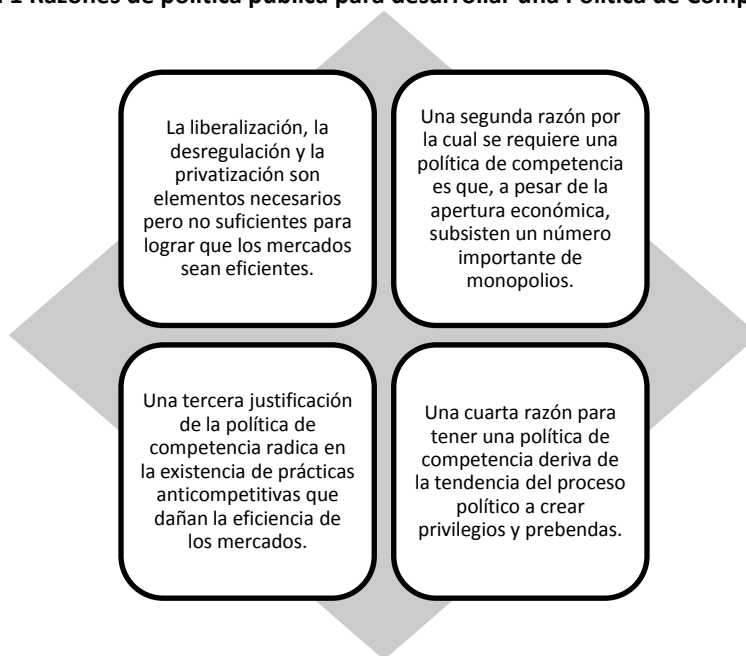 1 Razones de política pública para desarrollar una Política de Comp
La liberalización, la
desregulación y la
privatización son
elementos necesarios
pero no suficientes para
lograr que los mercados
sean eficientes.
Una segunda razón por
la cual se requiere una
política de competencia
es que, a pesar de la
apertura económica,
subsisten un número
importante de
monopolios.
Una tercera justificación
de la política de
competencia radica en
la existencia de prácticas
anticompetitivas que
dañan la eficiencia de
los mercados.
Una cuarta razón para
tener una política de
competencia deriva de
la tendencia del proceso
político a crear
privilegios y prebendas.